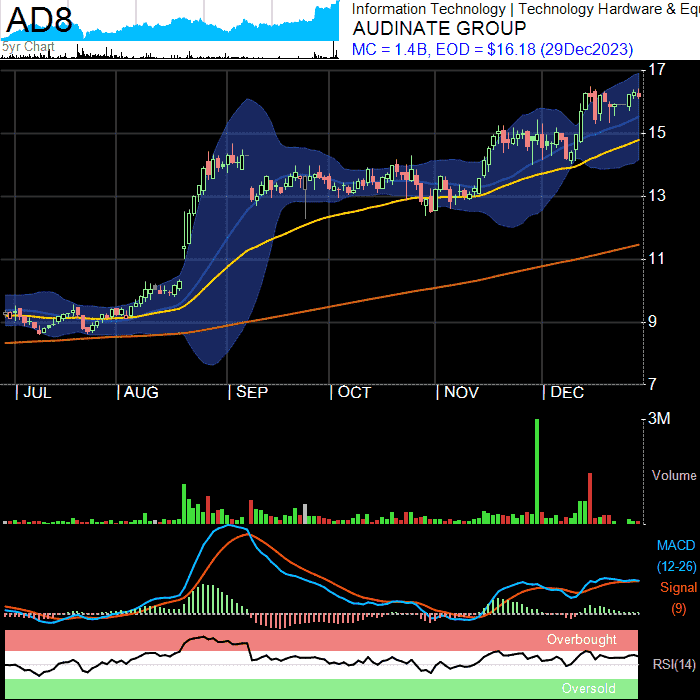 AD8
5yr Chart
Information Technology | Technology Hardware & Equ
AUDINATE GROUP
MC = 1.4B, EOD = $16.18 (29Dec2023)
17
15
13
11
9
7
| JUL | AUG | SEP | OCT | NOV | DEC
3M
Volume
MACD
(12-26)
Signal
(9)
Overbought
RSI(14)
Oversold